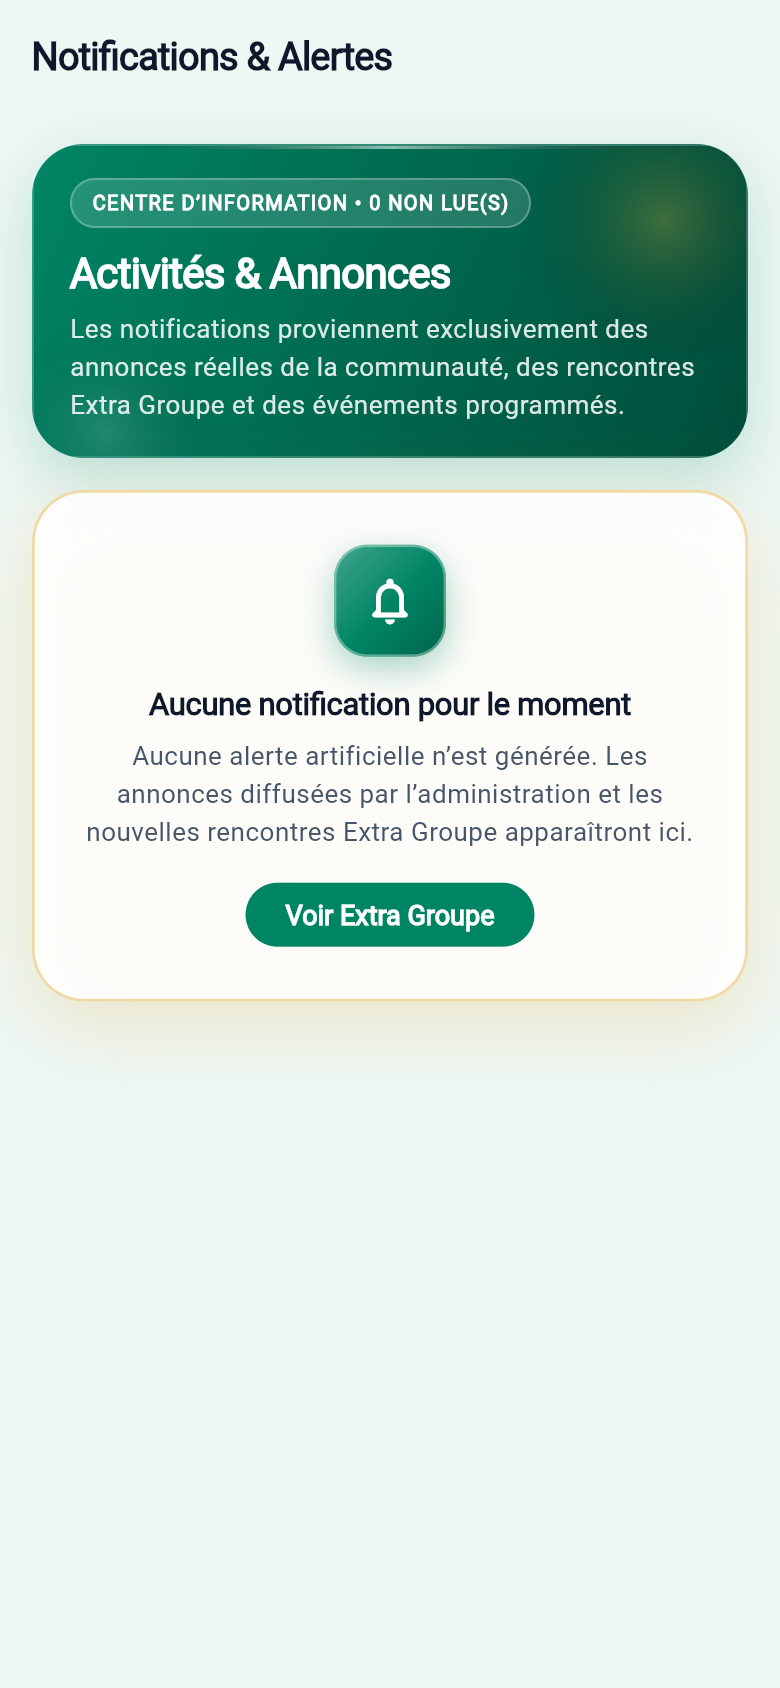 Notifications & Alertes
CENTRE D’INFORMATION • 0 NON LUE(S)
Activités & Annonces
Les notifications proviennent exclusivement des
annonces réelles de la communauté, des rencontres
Extra Groupe et des événements programmés.
Aucune notification pour le moment
Aucune alerte artificielle n’est générée. Les
annonces diffusées par l’administration et les
nouvelles rencontres Extra Groupe apparaîtront ici.
Voir Extra Groupe